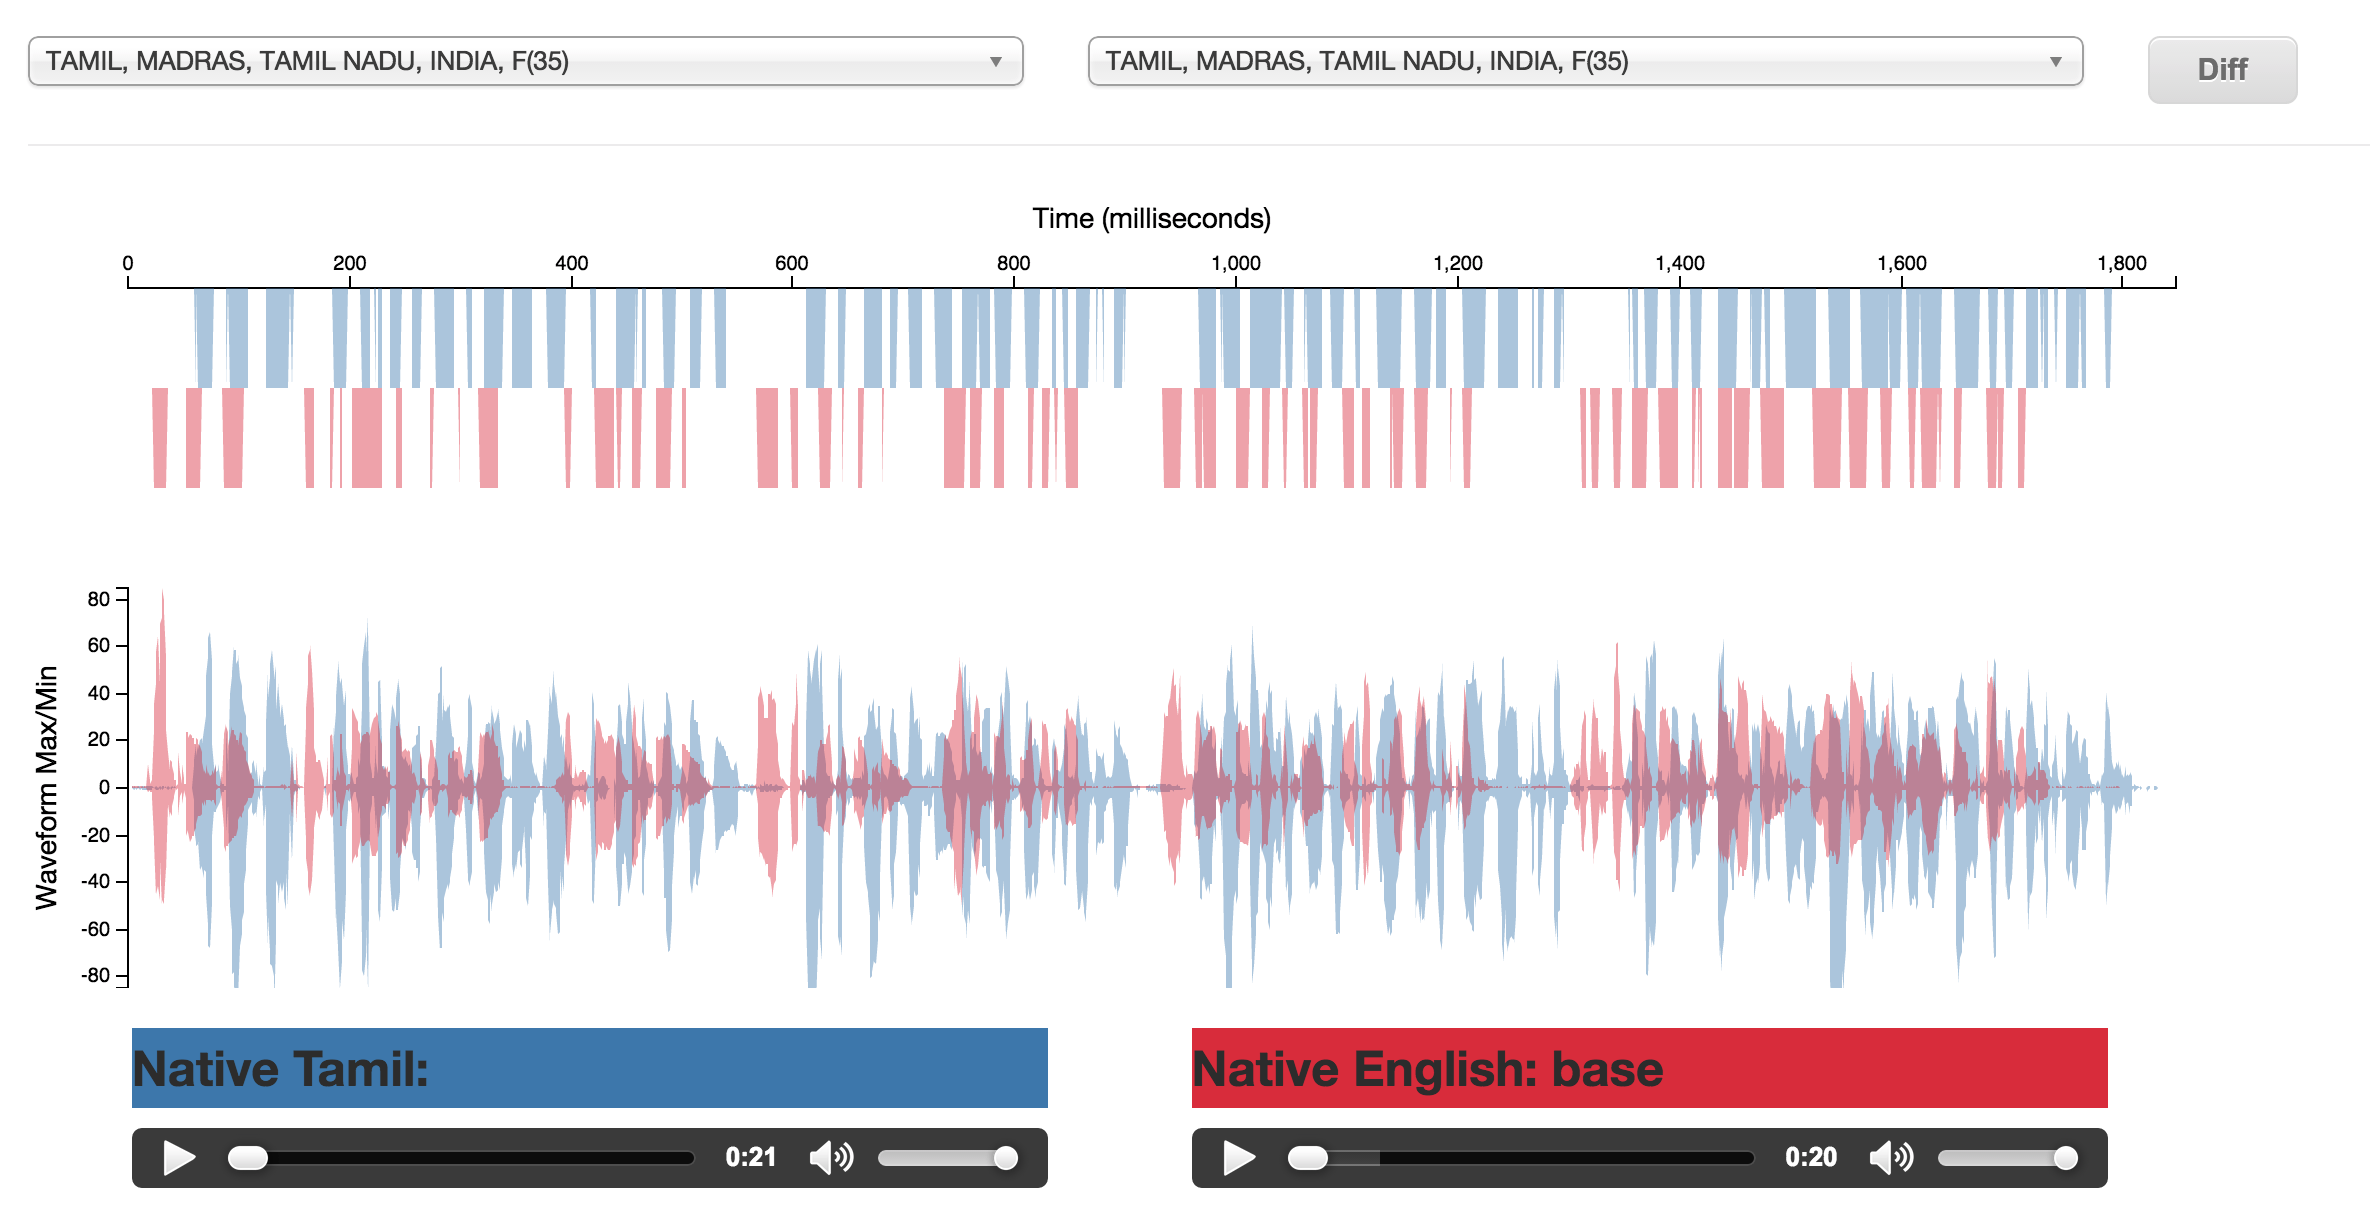 TAMIL, MADRAS, TAMIL NADU, INDIA, F(35)
TAMIL, MADRAS, TAMIL NADU, INDIA, F(35)
Diff
Time (milliseconds)
0 200 400 600 800 1,000 1,200 1,400 1,600 1,800
Waveform Max/Min
80
60
40
20
0
-20
-40
-60
-80
Native Tamil:
Native English: base
0:21
0:20